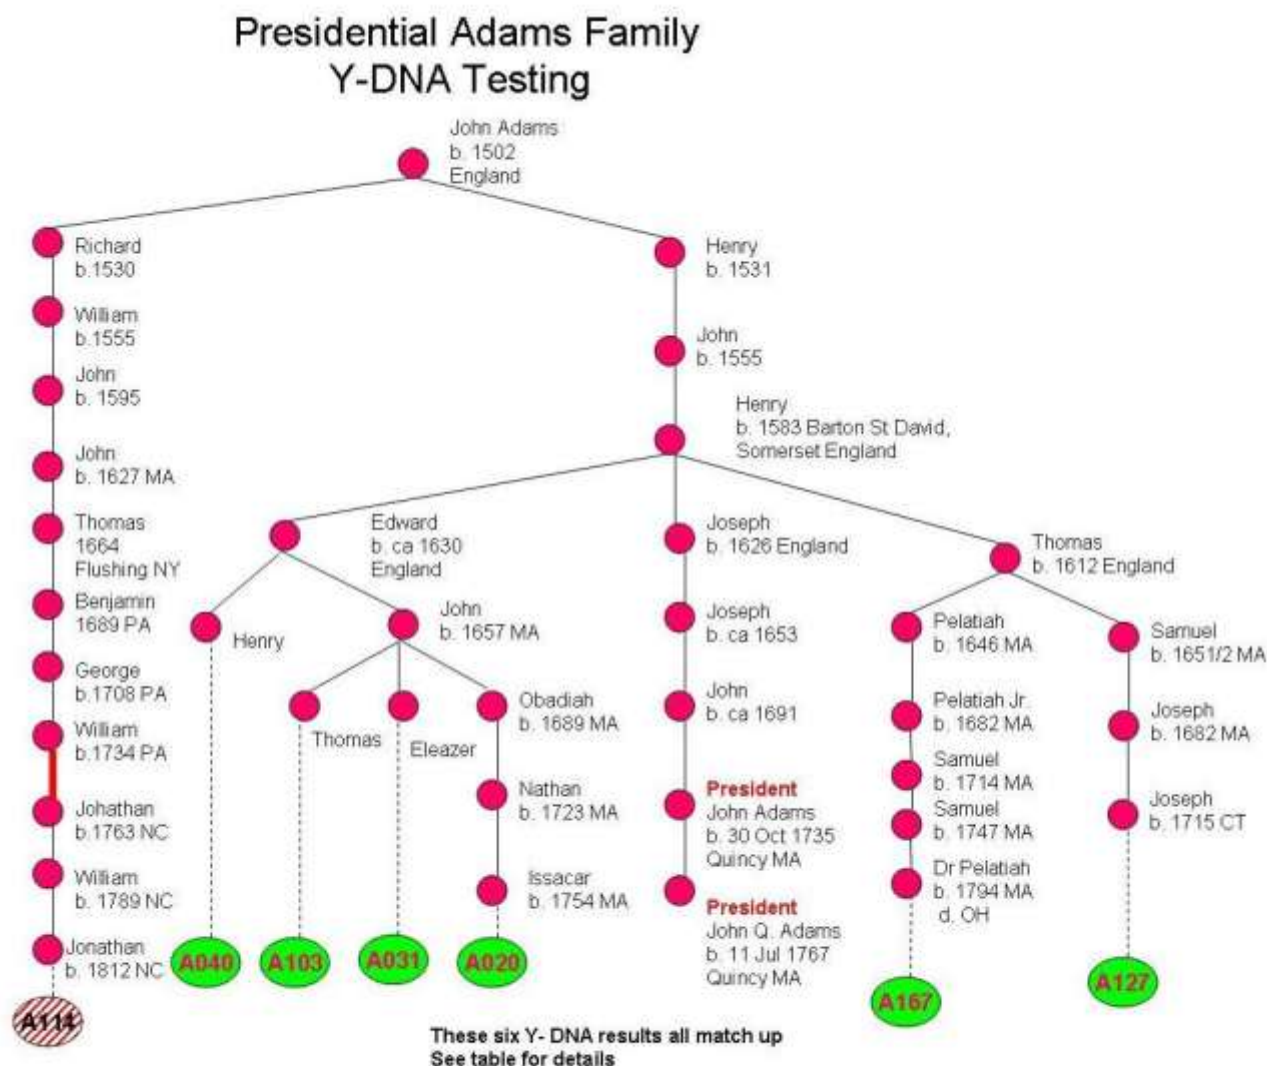 Presidential Adams Family
Y-DNA Testing
John Adams
b. 1502
England
Richard
b.1530
William
b.1555
John
b. 1595
John
b. 1627 MA
Thomas
1664
Flushing NY
Benjamin
1689 PA
George
b.1708 PA
William
b.1734 PA
Johathan
b. 1763 NC
William
b. 1789 NC
Jonathan
b. 1812 NC
A114
Henry
b. 1531
John
b. 1555
Henry
b. 1583 Barton St David,
Somerset England
Edward
b. ca 1630
England
Henry
A040
John
b. 1657 MA
Thomas
A103
Eleazer
A031
Obadiah
b. 1689 MA
Nathan
b. 1723 MA
Issacar
b. 1754 MA
A020
Joseph
b. 1626 England
Joseph
b. ca 1653
John
b. ca 1691
President
John Adams
b. 30 Oct 1735
Quincy MA
President
John Q. Adams
b. 11 Jul 1767
Quincy MA
Thomas
b. 1612 England
Pelatiah
b. 1646 MA
Pelatiah Jr.
b. 1682 MA
Samuel
b. 1714 MA
Samuel
b. 1747 MA
Dr Pelatiah
b. 1794 MA
d. OH
A167
Samuel
b. 1651/2 MA
Joseph
b. 1682 MA
Joseph
b. 1715 CT
A127
These six Y- DNA results all match up
See table for details